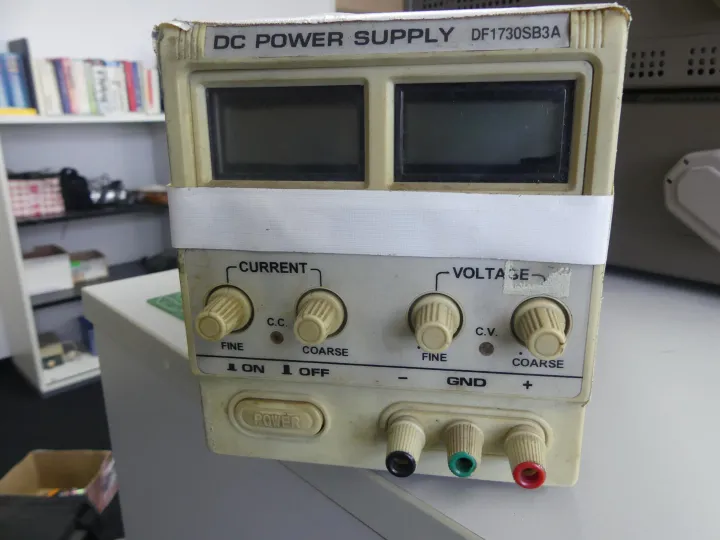 DC POWER SUPPLY DF1730SB3A
CURRENT VOLTAGE
C.C. C.V.
FINE COARSE FINE COARSE
ON OFF - GND +
POWER